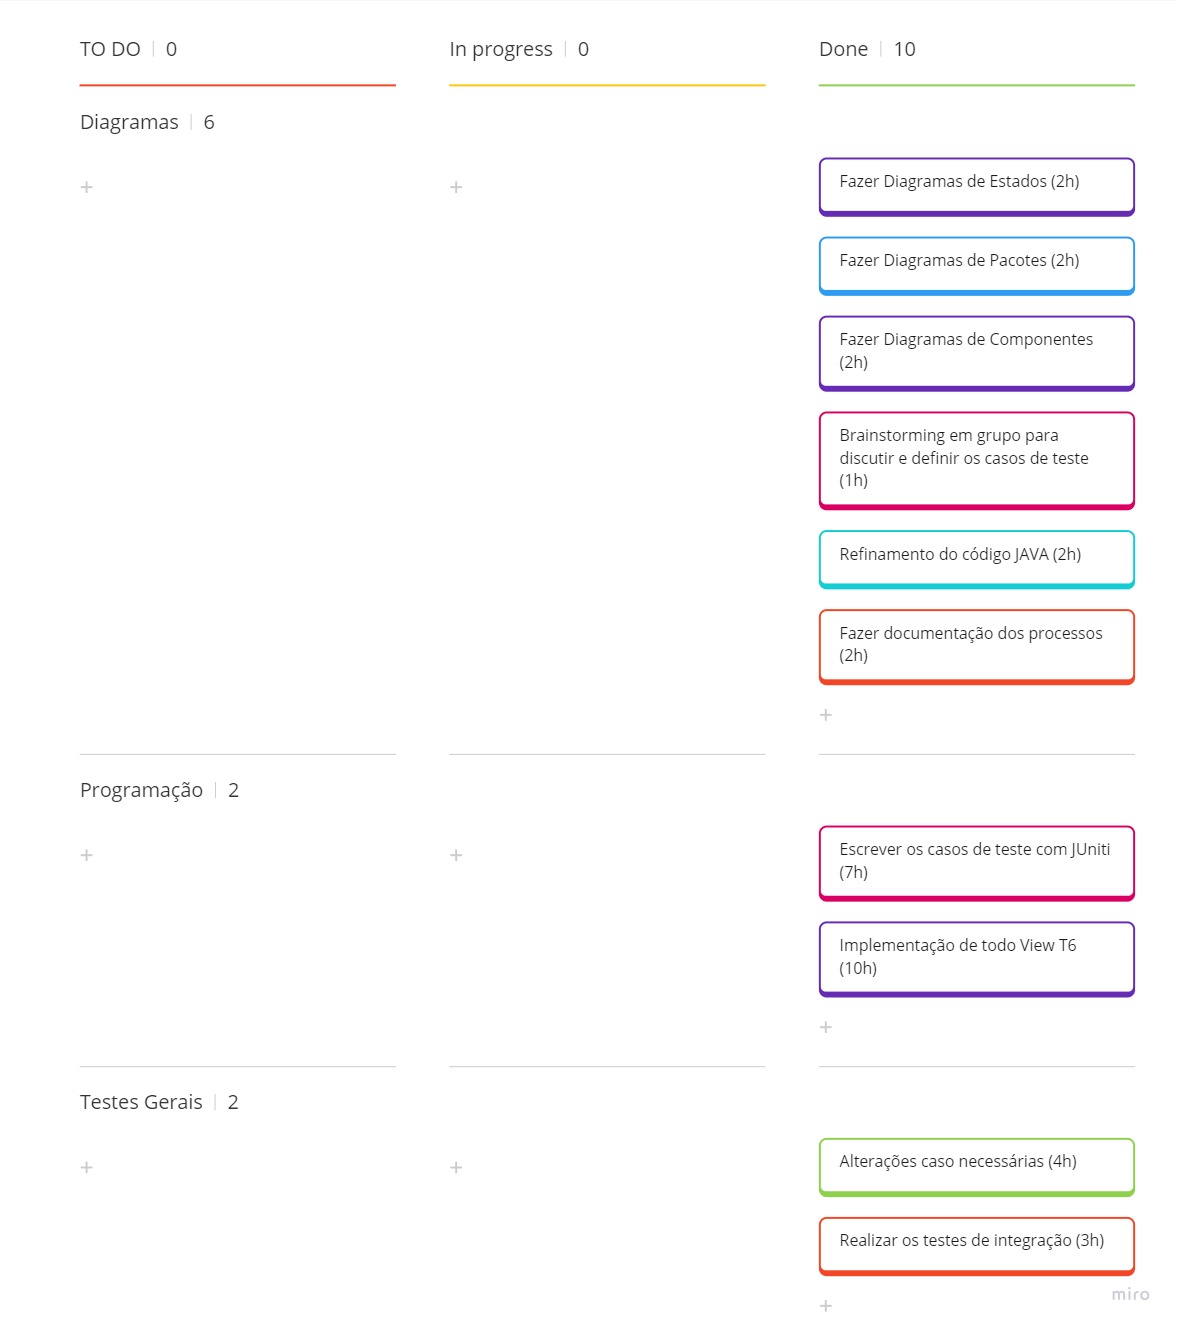 TO DO | 0
In progress | 0
Done | 10
Diagramas | 6
+
+
Fazer Diagramas de Estados (2h)
Fazer Diagramas de Pacotes (2h)
Fazer Diagramas de Componentes
(2h)
Brainstorming em grupo para
discutir e definir os casos de teste
(1h)
Refinamento do código JAVA (2h)
Fazer documentação dos processos
(2h)
+
Programação | 2
+
+
Escrever os casos de teste com JUniti
(7h)
Implementação de todo View T6
(10h)
+
Testes Gerais | 2
+
+
Alterações caso necessárias (4h)
Realizar os testes de integração (3h)
+
miro